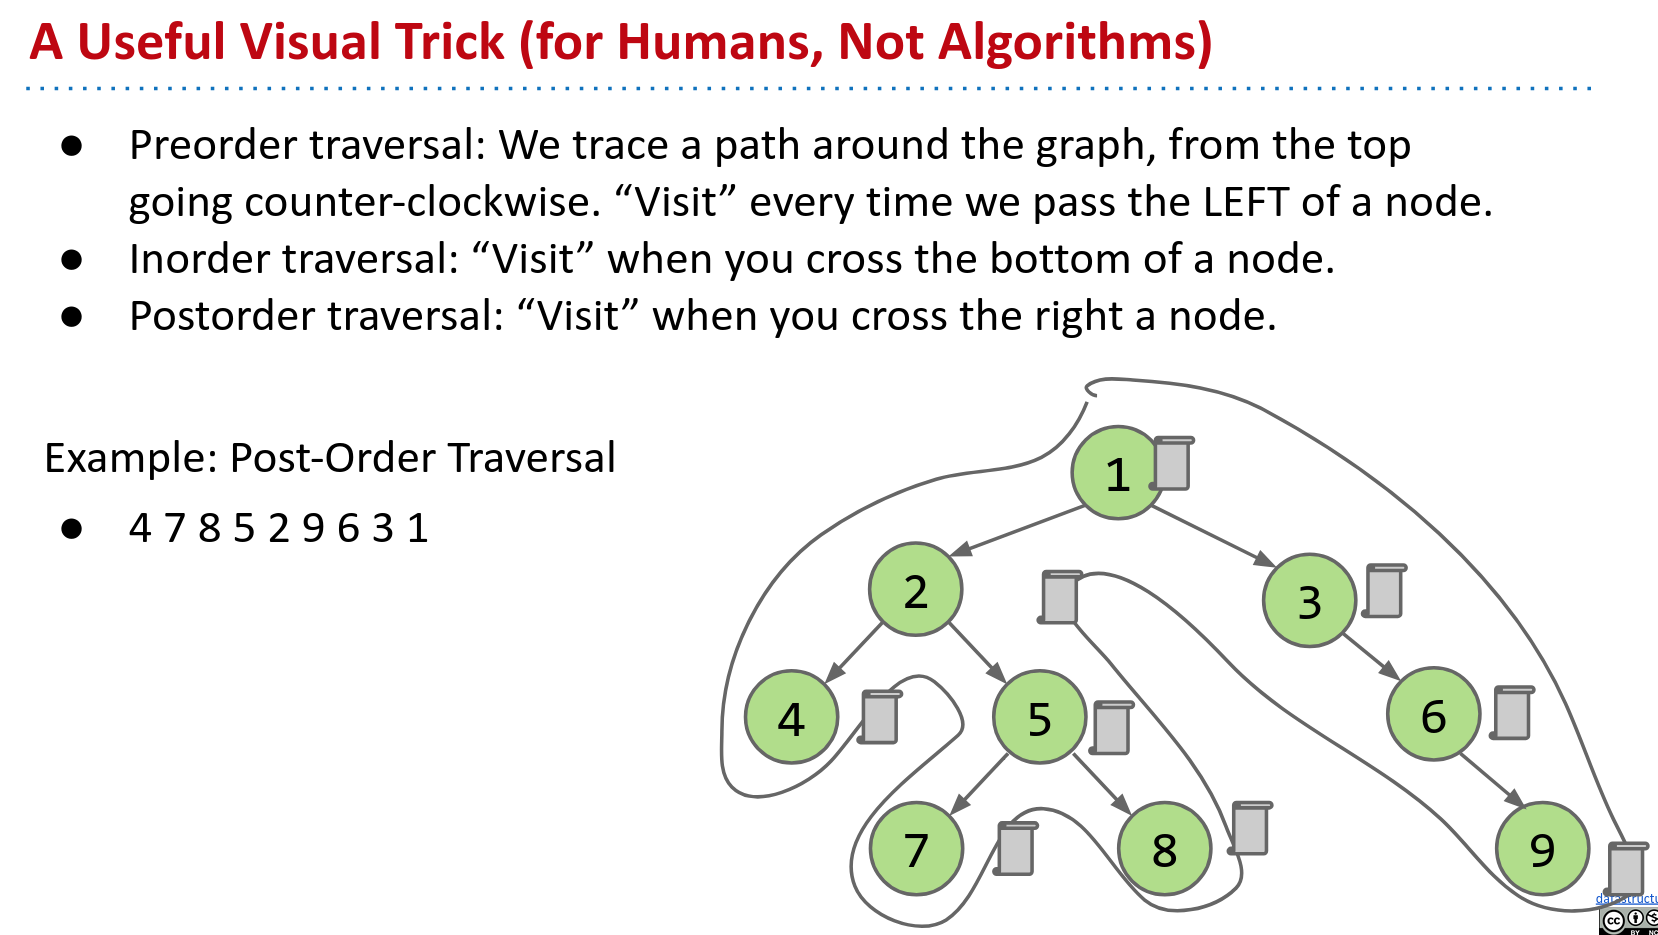 A Useful Visual Trick (for Humans, Not Algorithms)
● Preorder traversal: We trace a path around the graph, from the top
going counter-clockwise. “Visit” every time we pass the LEFT of a node.
● Inorder traversal: “Visit” when you cross the bottom of a node.
● Postorder traversal: “Visit” when you cross the right a node.
Example: Post-Order Traversal
● 4 7 8 5 2 9 6 3 1
1
2
3
4
5
6
7
8
9
cc
BY